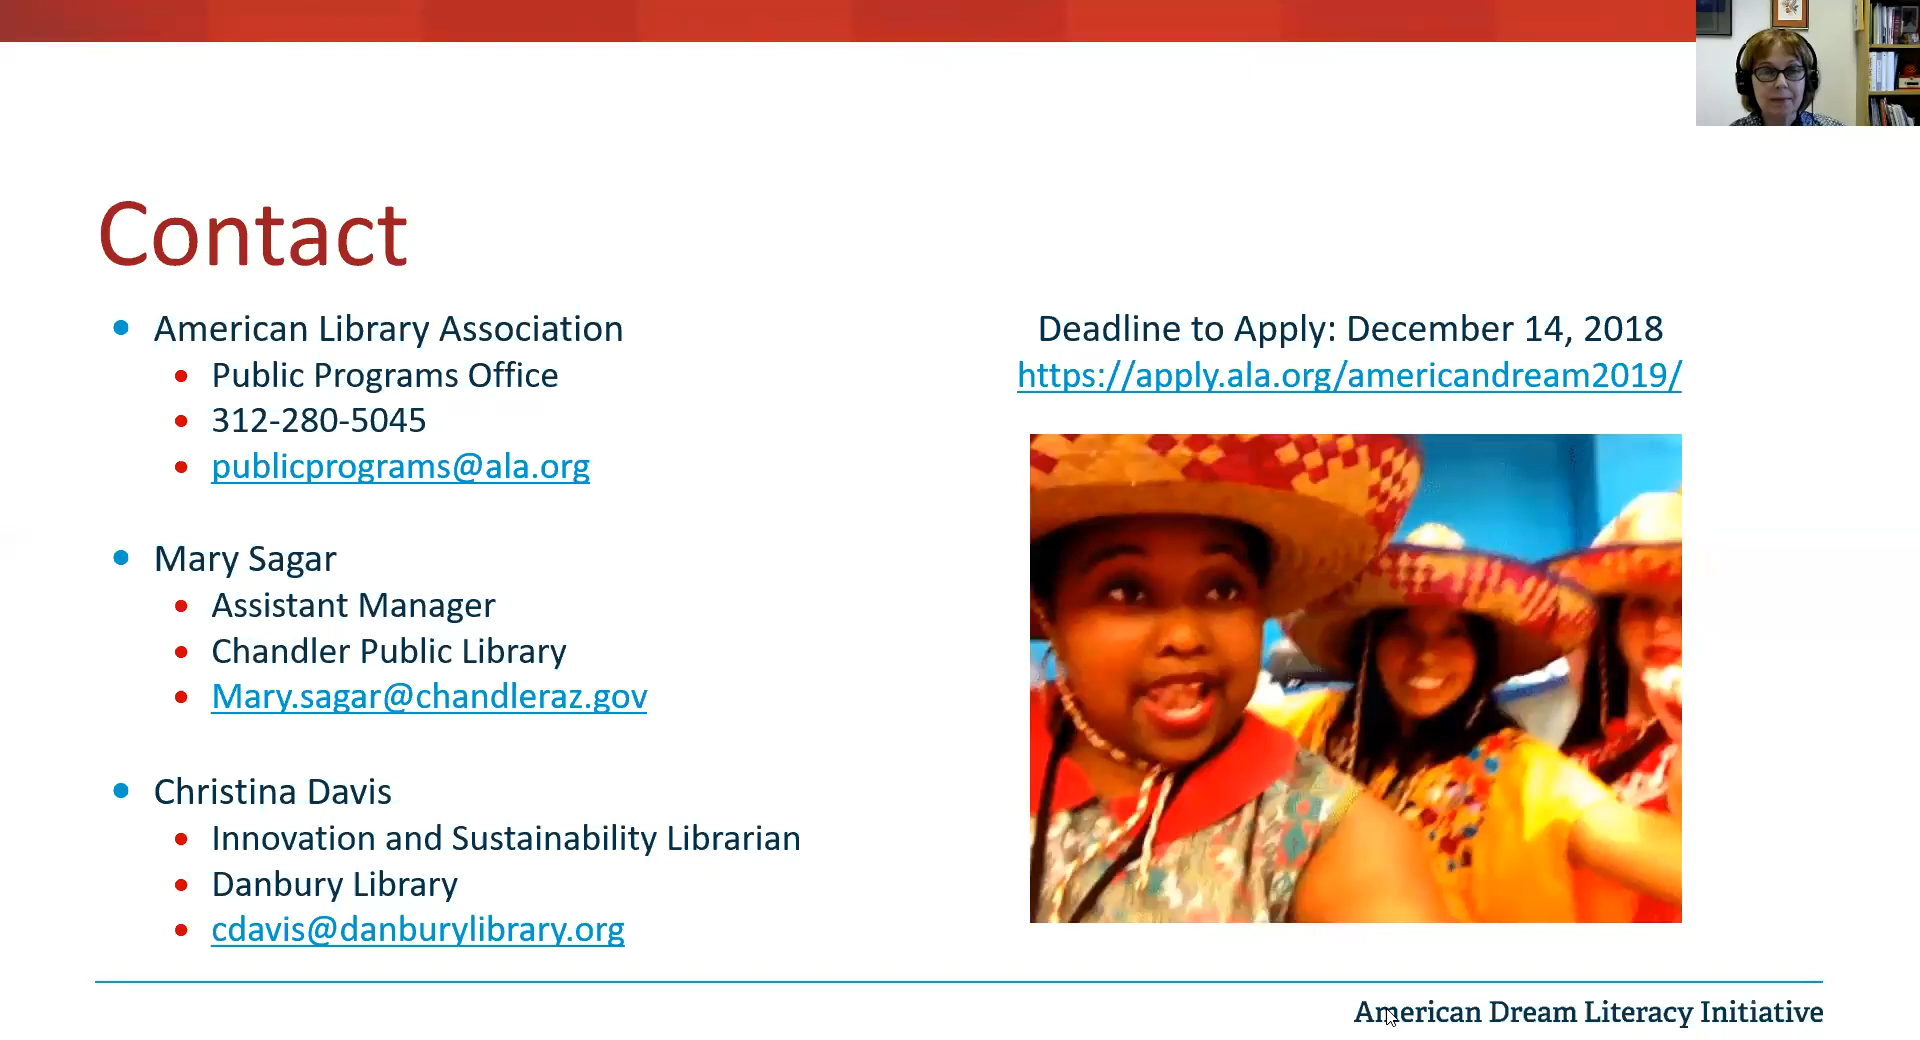 Contact
American Library Association
Public Programs Office
312-280-5045
publicprograms@ala.org
Mary Sagar
Assistant Manager
Chandler Public Library
Mary.sagar@chandleraz.gov
Christina Davis
Innovation and Sustainability Librarian
Danbury Library
cdavis@danburylibrary.org
Deadline to Apply: December 14, 2018
https://apply.ala.org/americandream2019/
American Dream Literacy Initiative